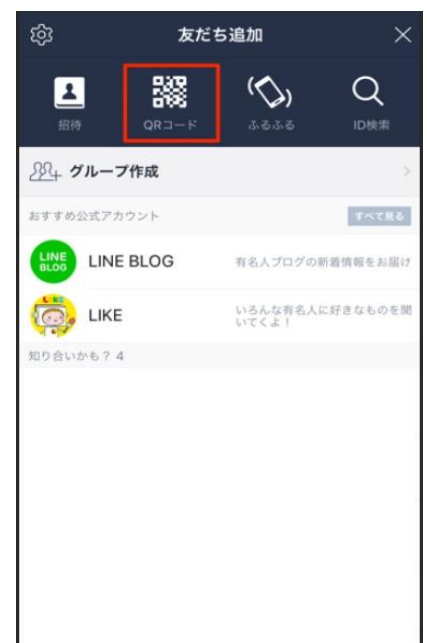 友だち追加
招待
QRコード
ふるふる
ID検索
グループ作成
おすすめ公式アカウント
すべて見る
LINE BLOG
LINE BLOG
有名人ブログの新着情報をお届け
LIKE
LIKE
いろんな有名人に好きなものを聞
いてくよ！
知り合いかも？ 4